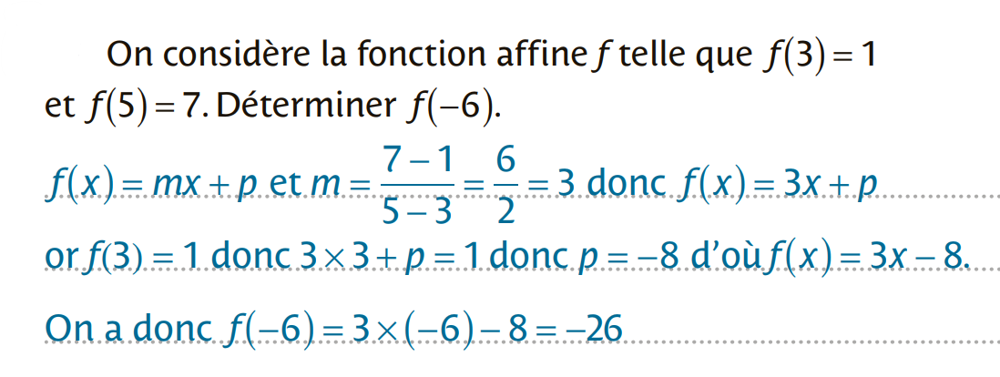 On considère la fonction affine f telle que f(3) = 1
et f(5) = 7. Déterminer f(−6).
f(x) = mx + p et m = \frac{7 − 1}{5 − 3} = \frac{6}{2} = 3 donc f(x) = 3x + p
or f(3) = 1 donc 3 × 3 + p = 1 donc p = −8 d’où f(x) = 3x − 8.
On a donc f(−6) = 3 × (−6) − 8 = −26